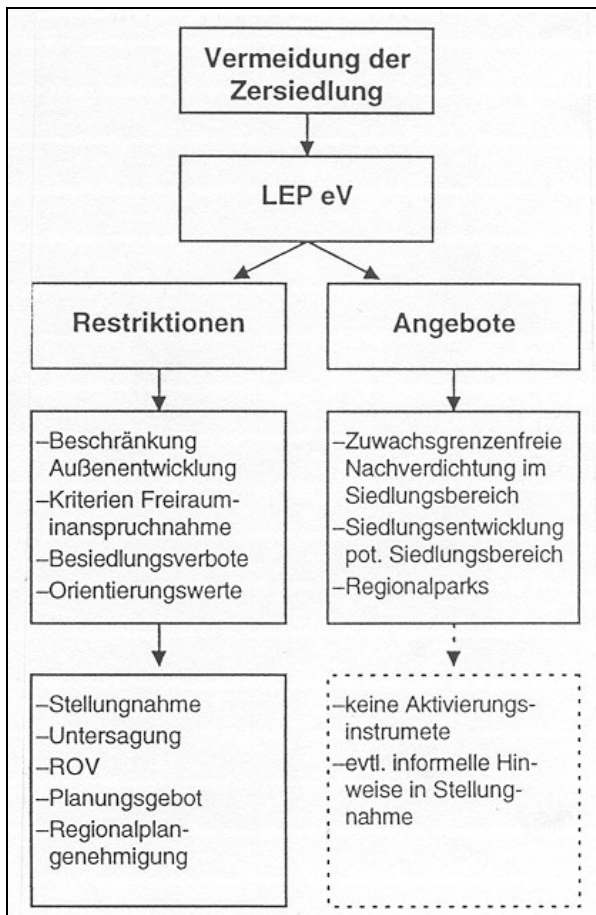 Vermeidung der
Zersiedlung
LEP eV
Restriktionen
Angebote
–Beschränkung
Außenentwicklung
–Kriterien Freiraum-
inanspruchnahme
–Besiedlungsverbote
–Orientierungswerte
–Zuwachsgrenzenfreie
Nachverdichtung im
Siedlungsbereich
–Siedlungsentwicklung
pot. Siedlungsbereich
–Regionalparks
–Stellungnahme
–Untersagung
–ROV
–Planungsgebot
–Regionalplan-
genehmigung
–keine Aktivierungs-
instrumete
–evtl. informelle Hin-
weise in Stellung-
nahme